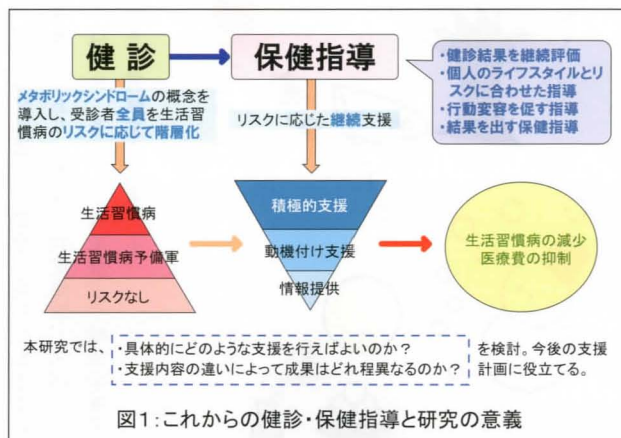 健診
保健指導
・健診結果を継続評価
・個人のライフスタイルとリ
スクに合わせた指導
・行動変容を促す指導
・結果を出す保健指導
メタボリックシンドロームの概念を
導入し、受診者全員を生活習
慣病のリスクに応じて階層化
リスクに応じた継続支援
生活習慣病
生活習慣病予備軍
リスクなし
積極的支援
動機付け支援
情報提供
生活習慣病の減少
医療費の抑制
本研究では、
・具体的にどのような支援を行えばよいのか?
・支援内容の違いによって成果はどれ程異なるのか?
を検討。今後の支援
計画に役立てる。
図1:これからの健診・保健指導と研究の意義